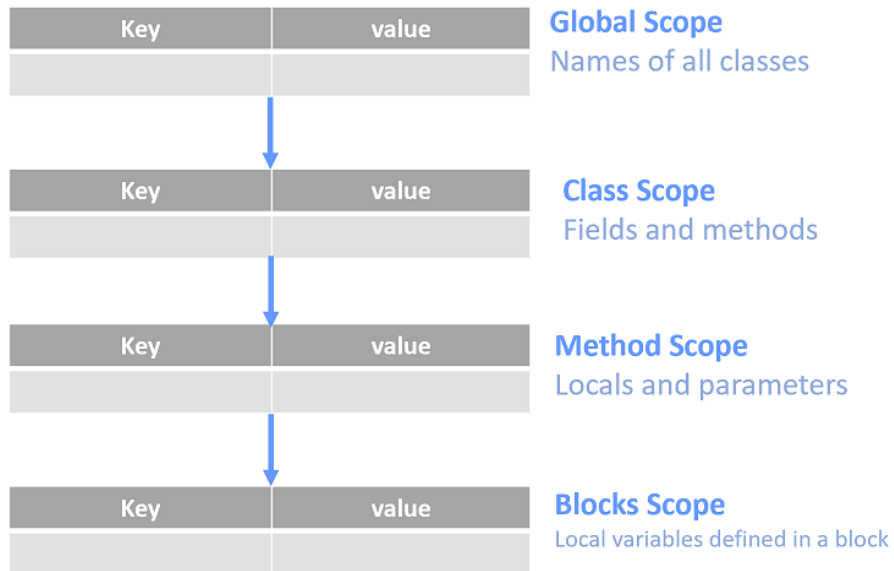 Key value
Global Scope
Names of all classes
Key value
Class Scope
Fields and methods
Key value
Method Scope
Locals and parameters
Key value
Blocks Scope
Local variables defined in a block